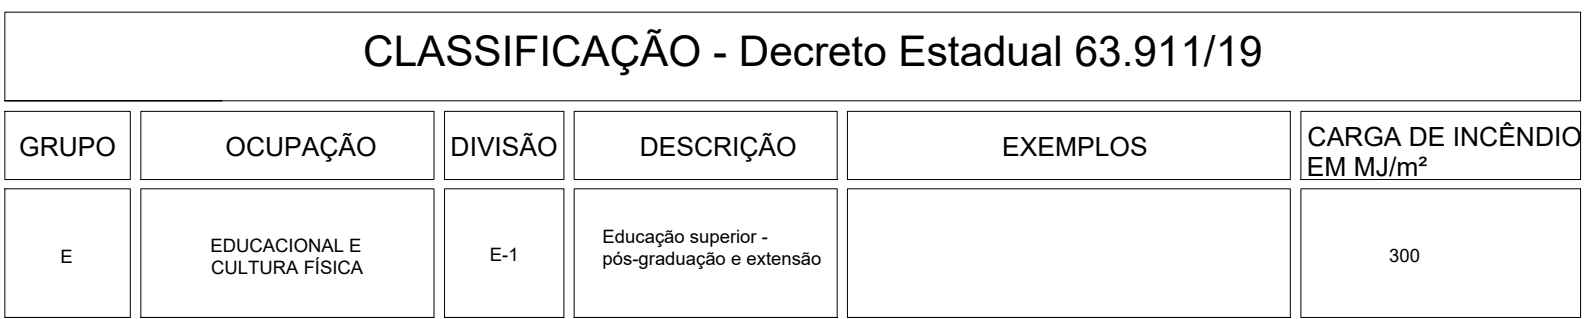 CLASSIFICAÇÃO - Decreto Estadual 63.911/19
GRUPO
OCUPAÇÃO
DIVISÃO
DESCRIÇÃO
EXEMPLOS
CARGA DE INCÊNDIO
EM MJ/m²
E
EDUCACIONAL E
CULTURA FÍSICA
E-1
Educação superior -
pós-graduação e extensão
300